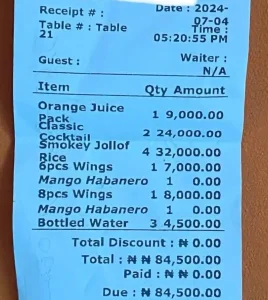 Receipt # : Date : 2024-07-04
Table # : Table 21 Time : 05:20:55 PM
Guest : Waiter : N/A
Item Qty Amount
Orange Juice Pack 1 9,000.00
Classic Cocktail 2 24,000.00
Smokey Jollof Rice 4 32,000.00
6pcs Wings 1 7,000.00
Mango Habanero 1 0.00
8pcs Wings 1 8,000.00
Mango Habanero 1 0.00
Bottled Water 3 4,500.00
Total Discount : ₦ 0.00
Total : ₦ ₦ 84,500.00
Paid : ₦ ₦ 0.00
Due : ₦ ₦ 84,500.00